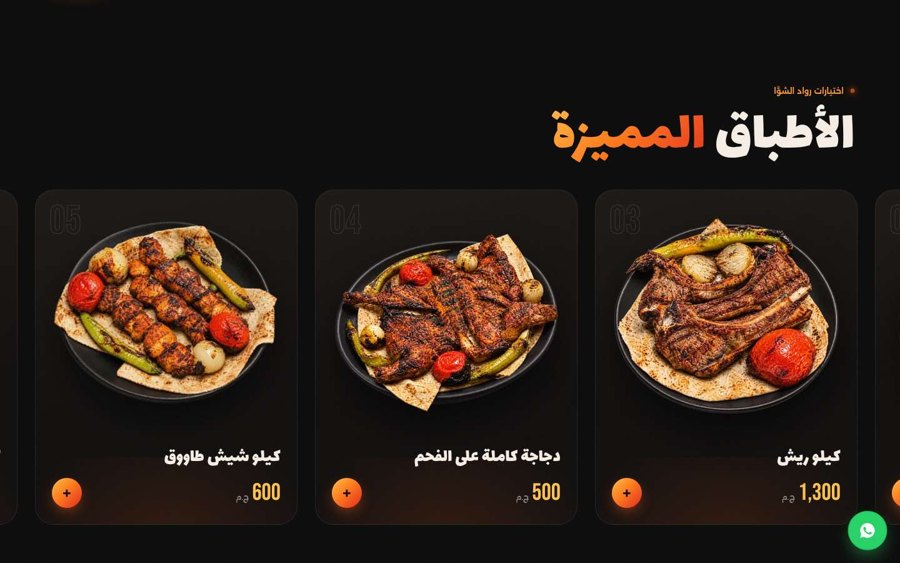 اختيارات رواد الشوّا
الأطباق المميزة
03
كيلو ريش
1,300 ج.م
+
04
دجاجة كاملة على الفحم
500 ج.م
+
05
كيلو شيش طاووق
600 ج.م
+